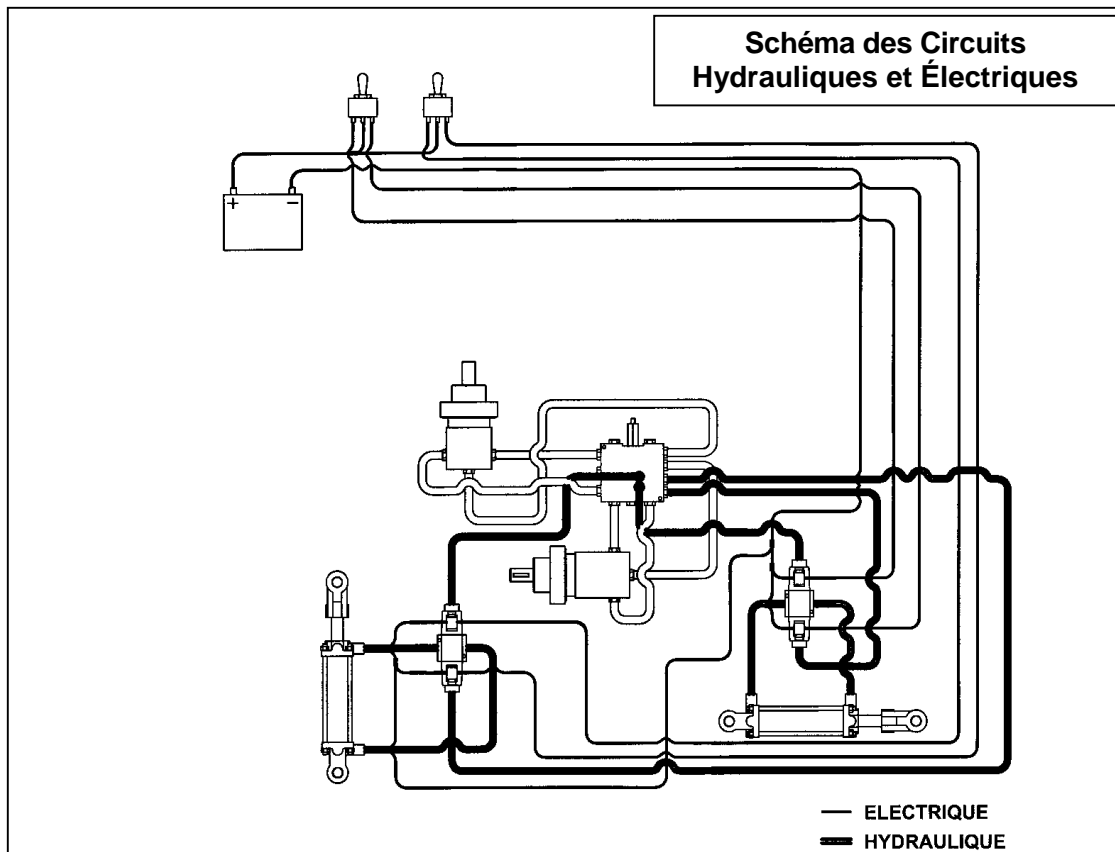 Schéma des Circuits
Hydrauliques et Électriques
+ −
ELECTRIQUE
HYDRAULIQUE